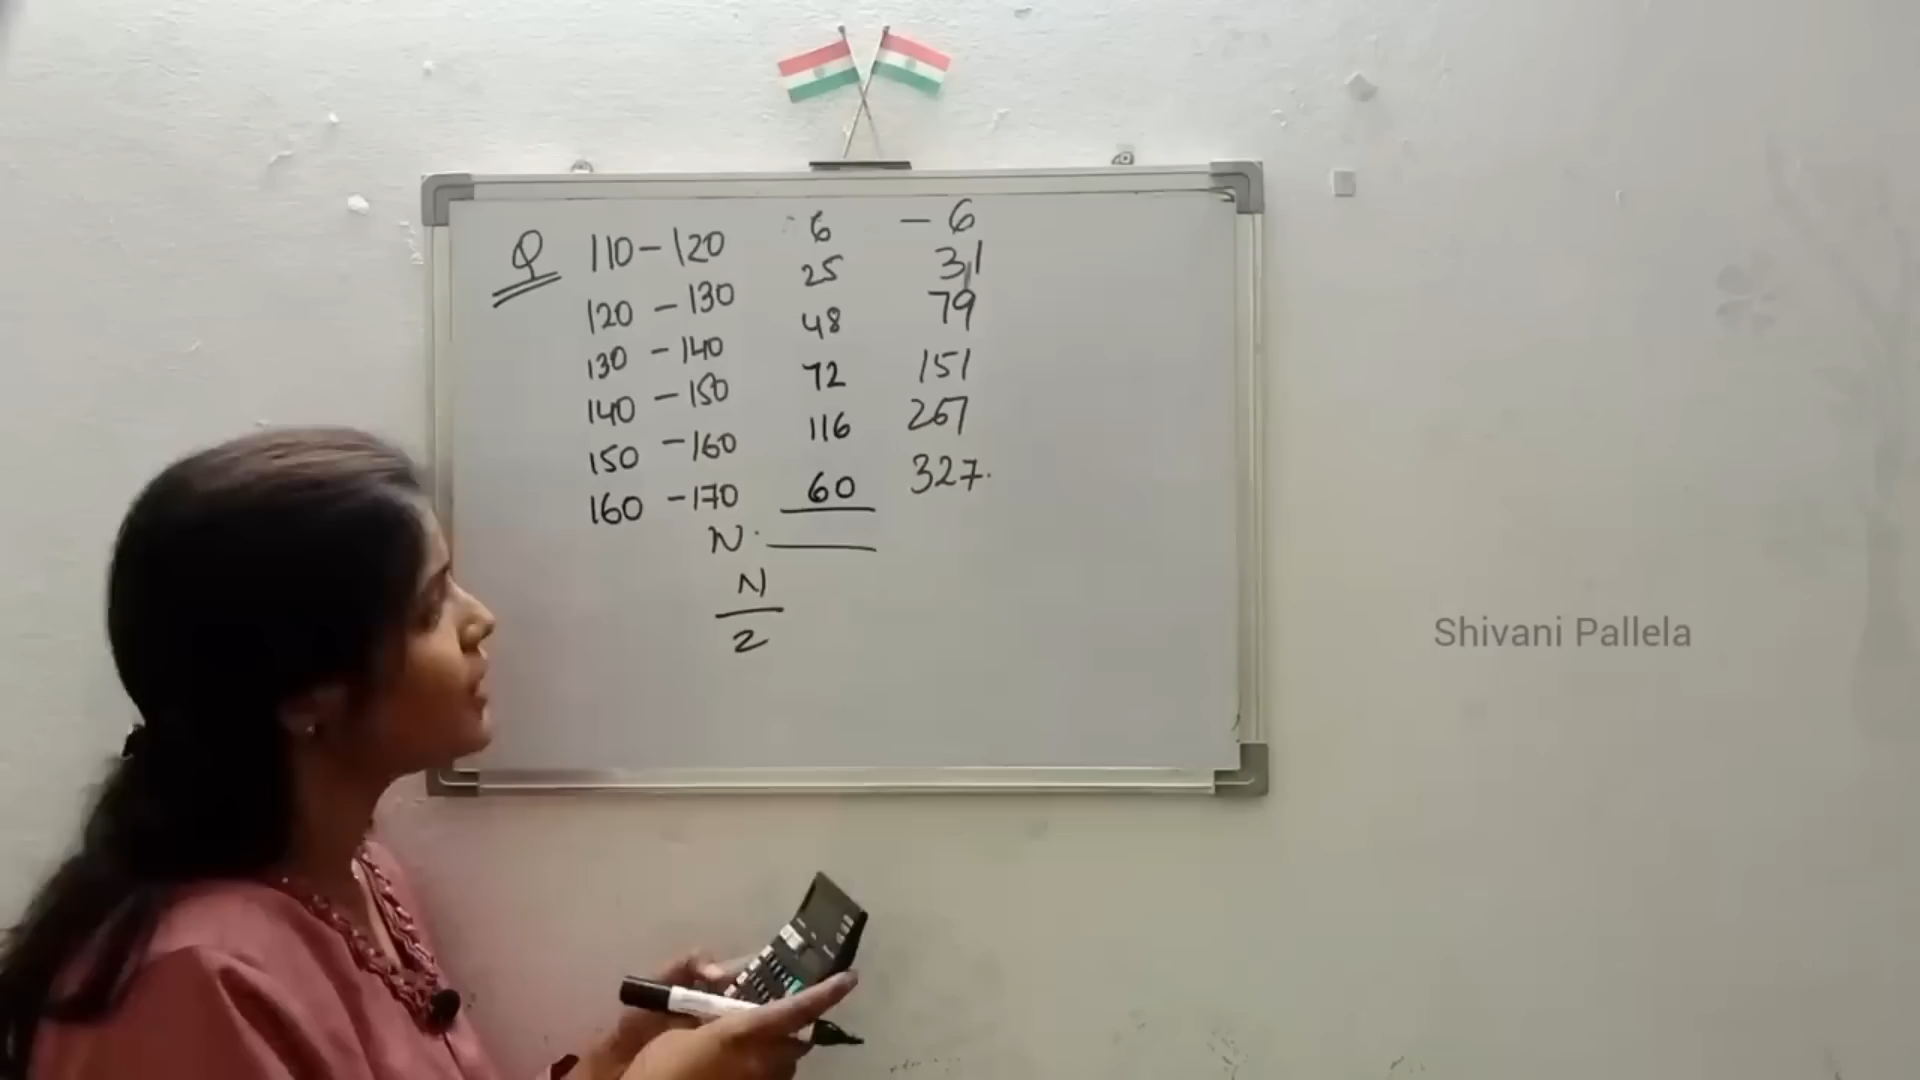 Q 110-120 6 - 6
120-130 25 31
130-140 48 79
140-150 72 151
150-160 116 267
160-170 60 327.
N.
N
2
Shivani Pallela